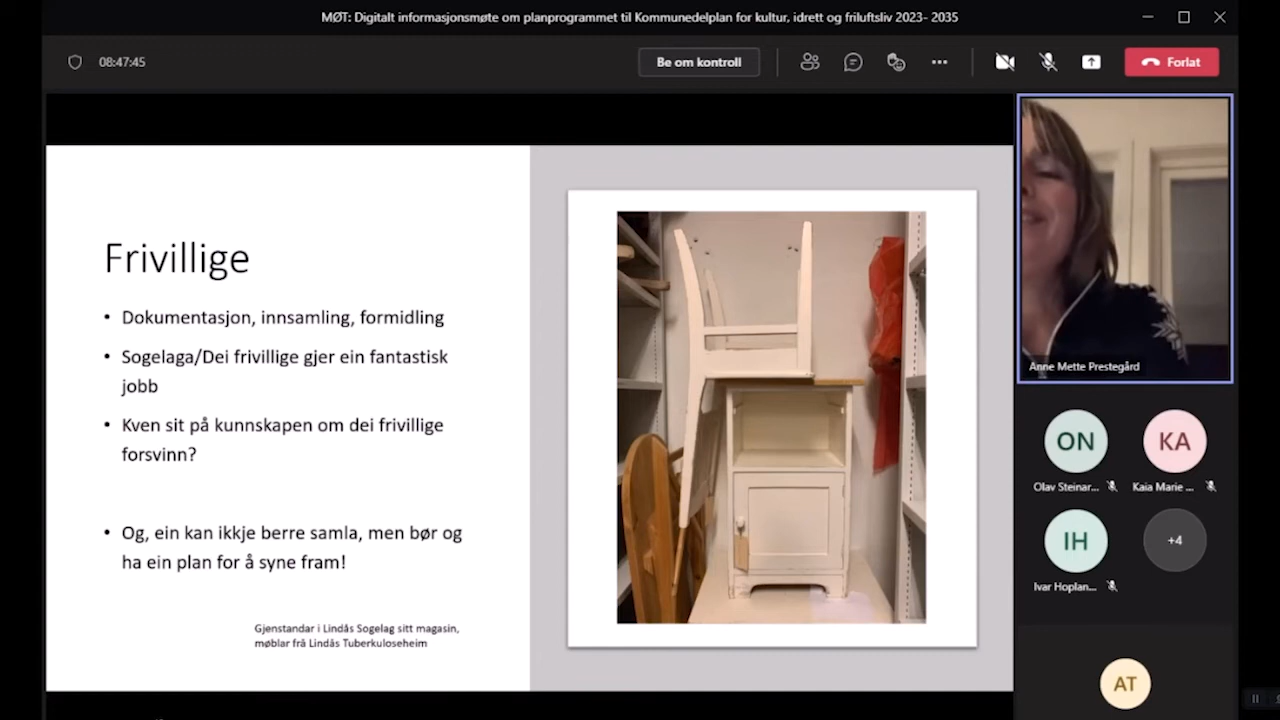 MØT: Digitalt informasjonsmøte om planprogrammet til Kommunedelplan for kultur, idrett og friluftsliv 2023- 2035
08:47:45
Be om kontroll
Forlat
Frivillige
• Dokumentasjon, innsamling, formidling
• Sogelaga/Dei frivillige gjer ein fantastisk
jobb
• Kven sit på kunnskapen om dei frivillige
forsvinn?
• Og, ein kan ikkje berre samla, men bør og
ha ein plan for å syne fram!
Gjenstandar i Lindås Sogelag sitt magasin,
møblar frå Lindås Tuberkuloseheim
Anne Mette Prestegård
ON
KA
Olav Steinar...
Kaia Marie ...
IH
+4
Ivar Hoplan...
AT